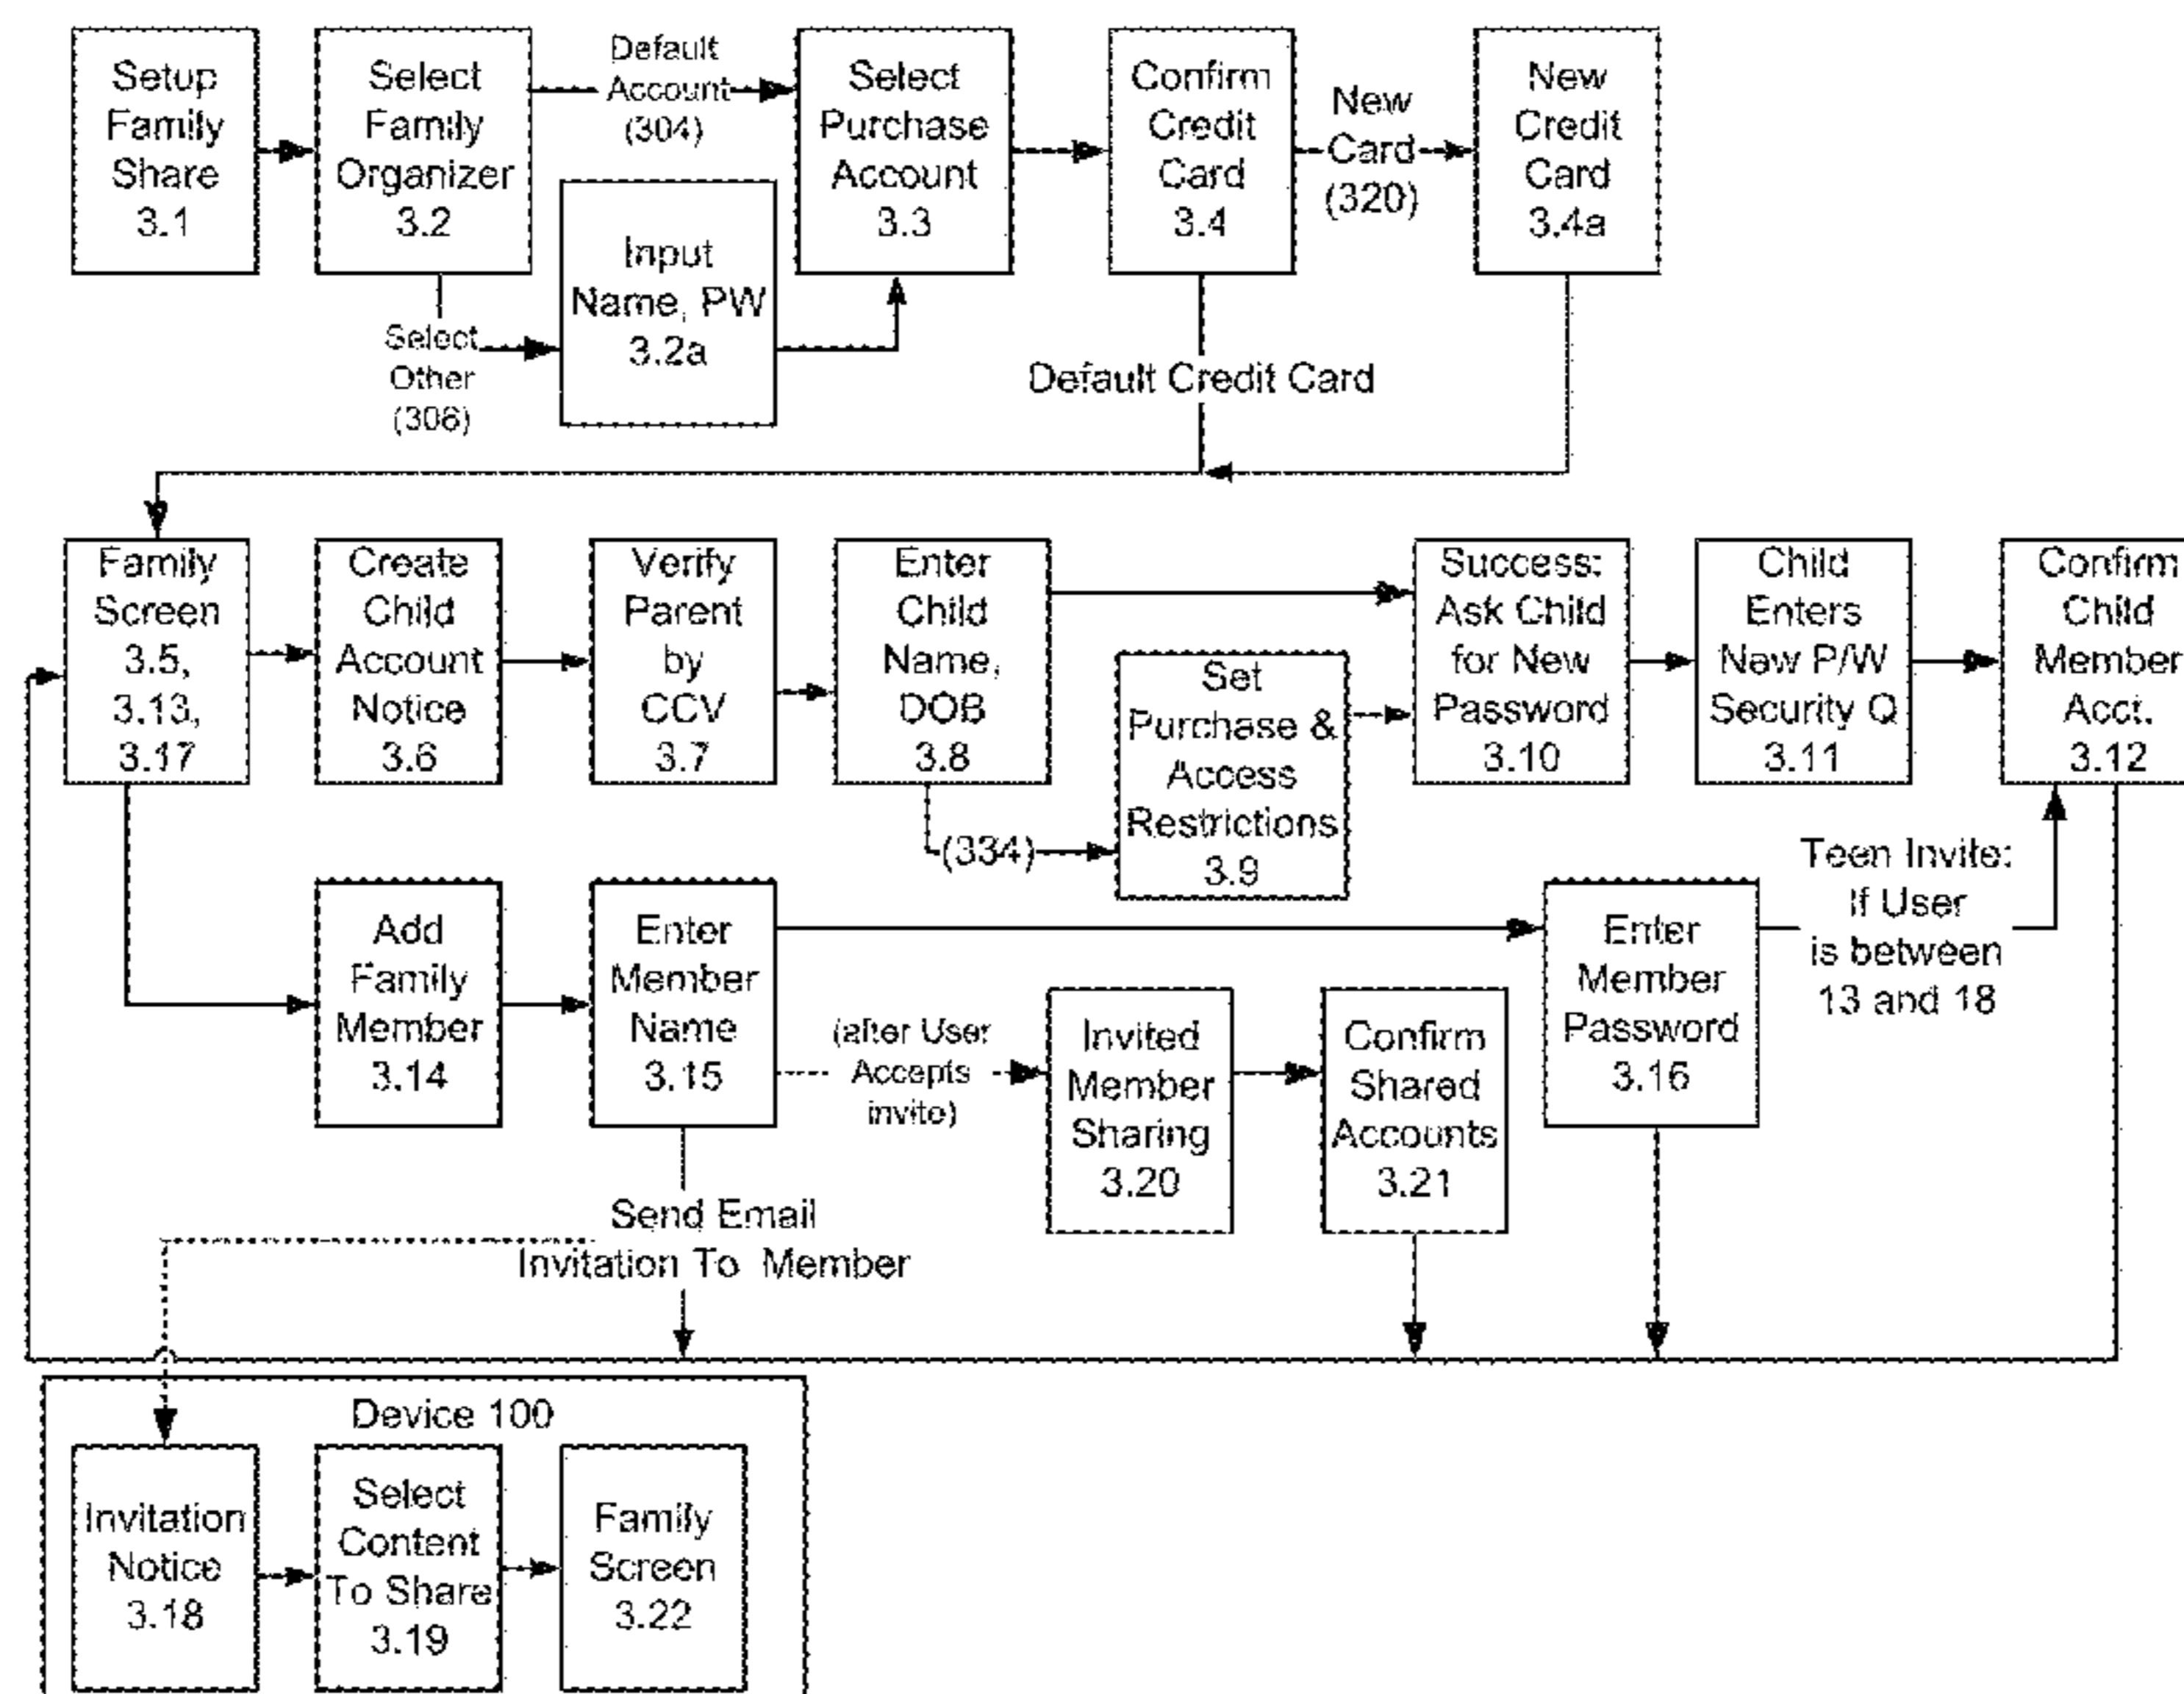 Setup
Family
Share
3.1
Select
Family
Organizer
3.2
Default
Account
(304)
Select
Other
(306)
Input
Name, PW
3.2a
Select
Purchase
Account
3.3
Confirm
Credit
Card
3.4
New
Card
(320)
New
Credit
Card
3.4a
Default Credit Card
Family
Screen
3.5,
3.13,
3.17
Create
Child
Account
Notice
3.6
Verify
Parent
by
CCV
3.7
Enter
Child
Name,
DOB
3.8
(334)
Set
Purchase &
Access
Restrictions
3.9
Success:
Ask Child
for New
Password
3.10
Child
Enters
New P/W
Security Q
3.11
Confirm
Child
Member
Acct.
3.12
Add
Family
Member
3.14
Enter
Member
Name
3.15
(after User
Accepts
invite)
Invited
Member
Sharing
3.20
Confirm
Shared
Accounts
3.21
Enter
Member
Password
3.16
Teen Invite:
If User
is between
13 and 18
Send Email
Invitation To Member
Device 100
Invitation
Notice
3.18
Select
Content
To Share
3.19
Family
Screen
3.22